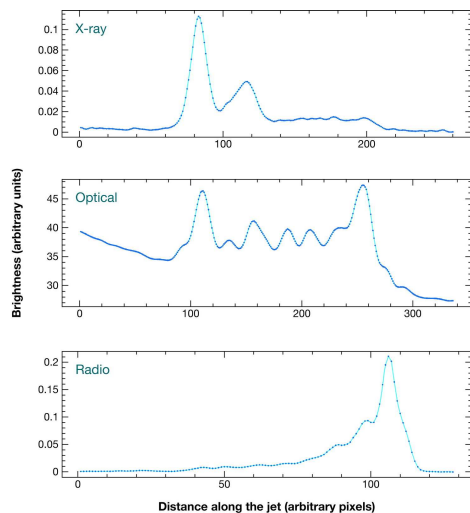 X-ray
0.1
0.08
0.06
0.04
0.02
0
0 100 200
Brightness (arbitrary units)
Optical
45
40
35
30
0 100 200 300
Radio
0.2
0.15
0.1
0.05
0
0 50 100
Distance along the jet (arbitrary pixels)